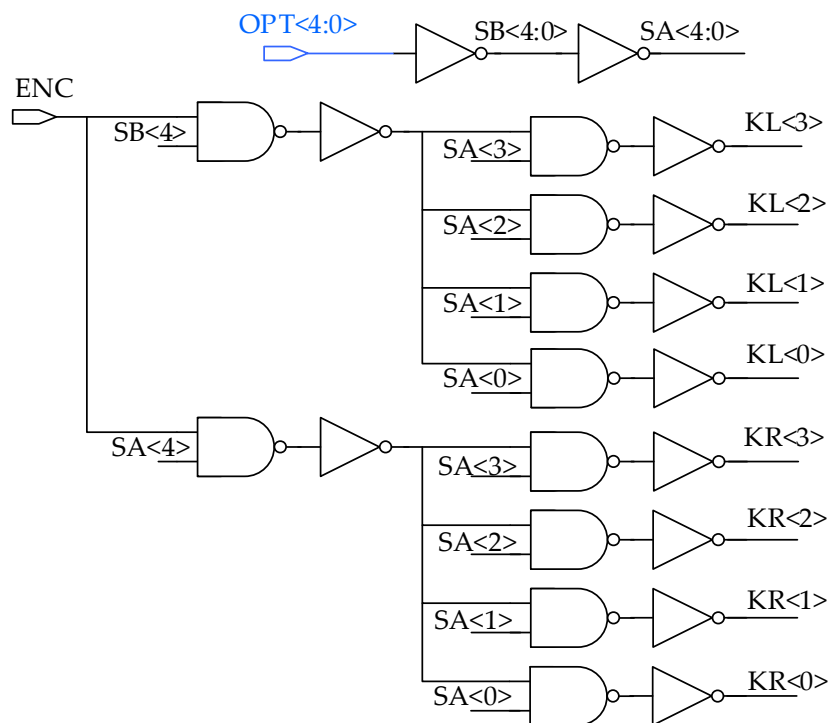 OPT<4:0>
SB<4:0>
SA<4:0>
ENC
SB<4>
SA<3>
KL<3>
SA<2>
KL<2>
SA<1>
KL<1>
SA<0>
KL<0>
SA<4>
SA<3>
KR<3>
SA<2>
KR<2>
SA<1>
KR<1>
SA<0>
KR<0>